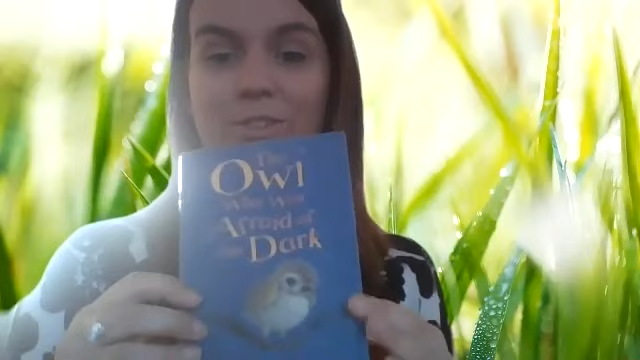 The
Owl
Who Was
Afraid of
the Dark